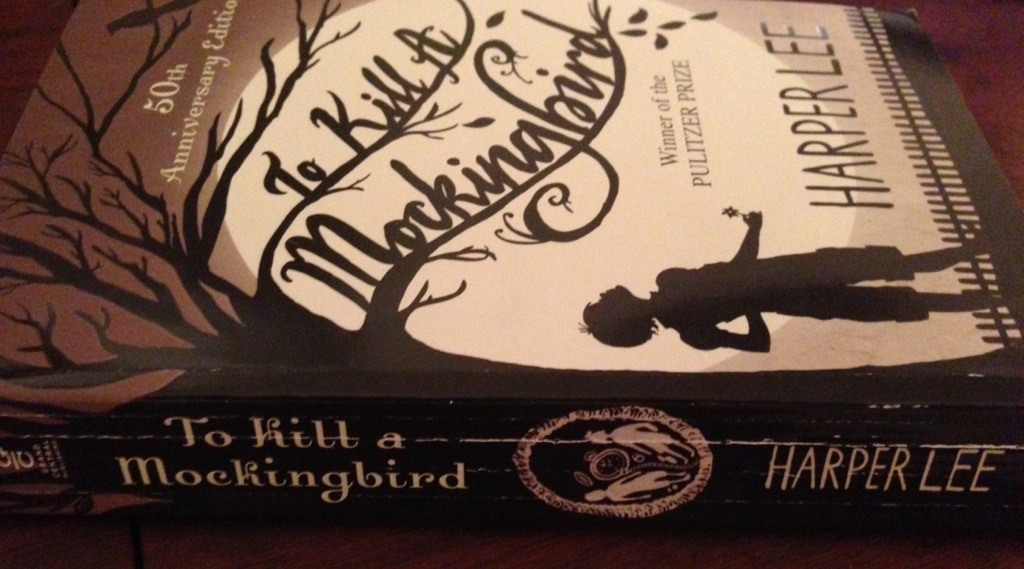 50th
Anniversary Edition
To Kill A
Mockingbird
Winner of the
PULITZER PRIZE
HARPER LEE
To Kill a
Mockingbird
HARPER LEE